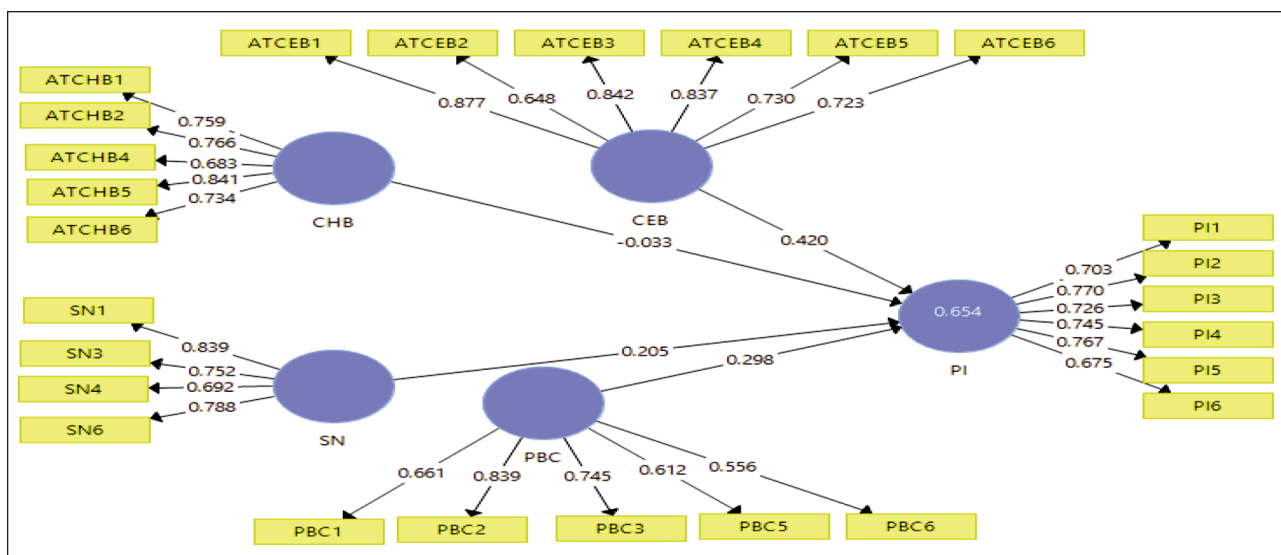 ATCEB1 ATCEB2 ATCEB3 ATCEB4 ATCEB5 ATCEB6
0.877 0.648 0.842 0.837 0.730 0.723
ATCHB1
ATCHB2
ATCHB4
ATCHB5
ATCHB6
0.759
0.766
0.683
0.841
0.734
CHB
CEB
-0.033
0.420
SN1
SN3
SN4
SN6
0.839
0.752
0.692
0.788
SN
0.205
0.298
PBC
0.661 0.839 0.745 0.612 0.556
PBC1 PBC2 PBC3 PBC5 PBC6
0.654
PI
0.703
0.770
0.726
0.745
0.767
0.675
PI1
PI2
PI3
PI4
PI5
PI6